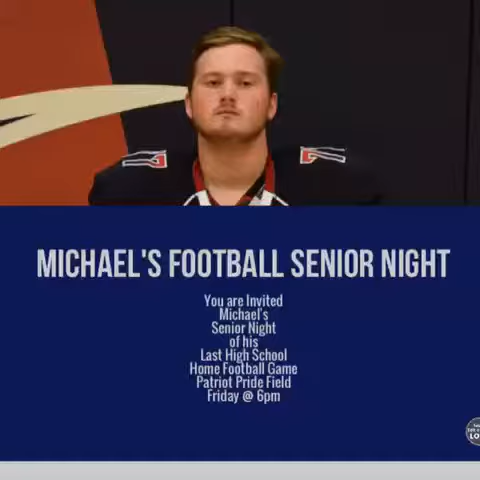 MICHAEL'S FOOTBALL SENIOR NIGHT
You are Invited
Michael's
Senior Night
of his
Last High School
Home Football Game
Patriot Pride Field
Friday @ 6pm